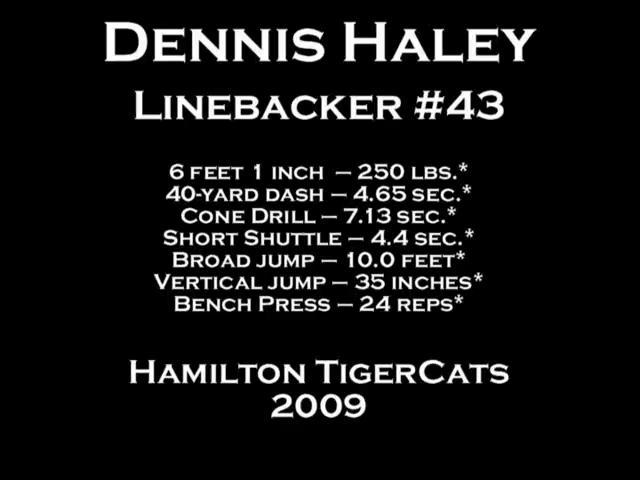 Dennis Haley
Linebacker #43
6 feet 1 inch – 250 lbs.*
40-yard dash – 4.65 sec.*
Cone Drill – 7.13 sec.*
Short Shuttle – 4.4 sec.*
Broad jump – 10.0 feet*
Vertical jump – 35 inches*
Bench Press – 24 reps*
Hamilton TigerCats
2009